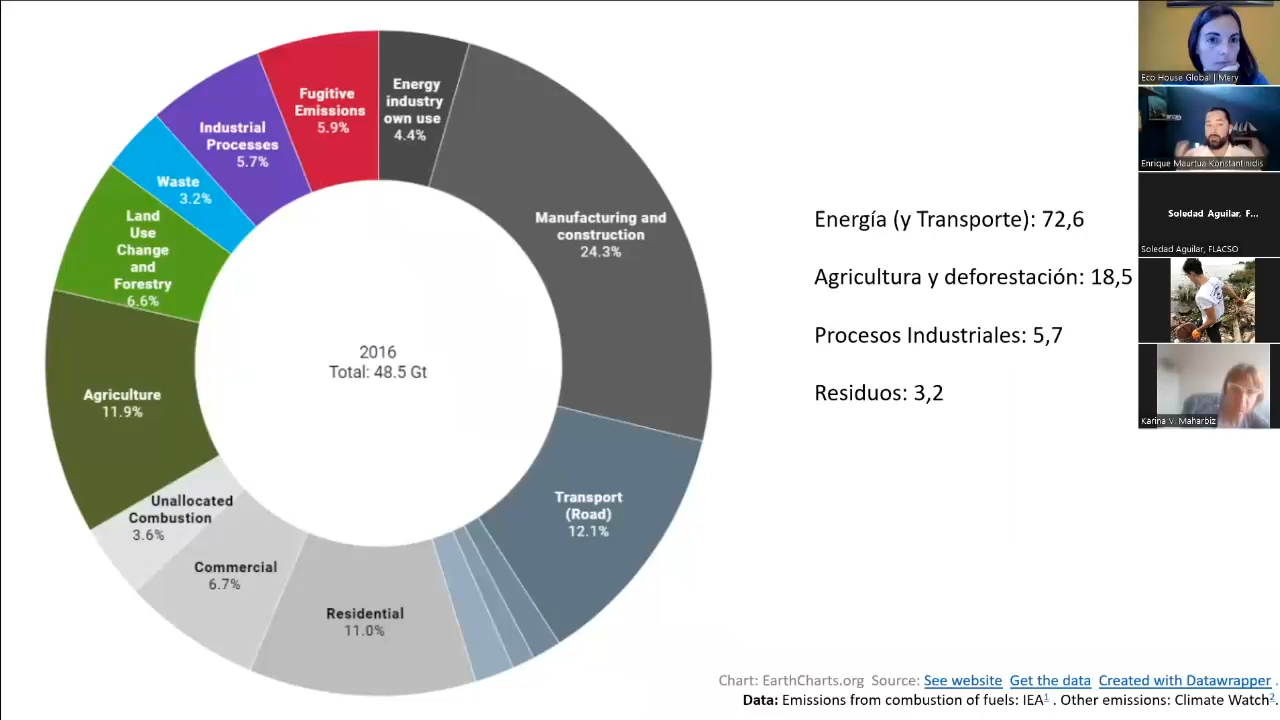 Energy
industry
own use
4.4%
Manufacturing and
construction
24.3%
Transport
(Road)
12.1%
Residential
11.0%
Commercial
6.7%
Unallocated
Combustion
3.6%
Agriculture
11.9%
Land
Use
Change
and
Forestry
6.6%
Waste
3.2%
Industrial
Processes
5.7%
Fugitive
Emissions
5.9%
2016
Total: 48.5 Gt
Energía (y Transporte): 72,6
Agricultura y deforestación: 18,5
Procesos Industriales: 5,7
Residuos: 3,2
Chart: EarthCharts.org Source: See website Get the data Created with Datawrapper .
Data: Emissions from combustion of fuels: IEA1 . Other emissions: Climate Watch2.
Eco House Global | Mery
Enrique Maurtua Konstantinidis
Soledad Aguilar, F...
Soledad Aguilar, FLACSO
Karina V. Maharbiz